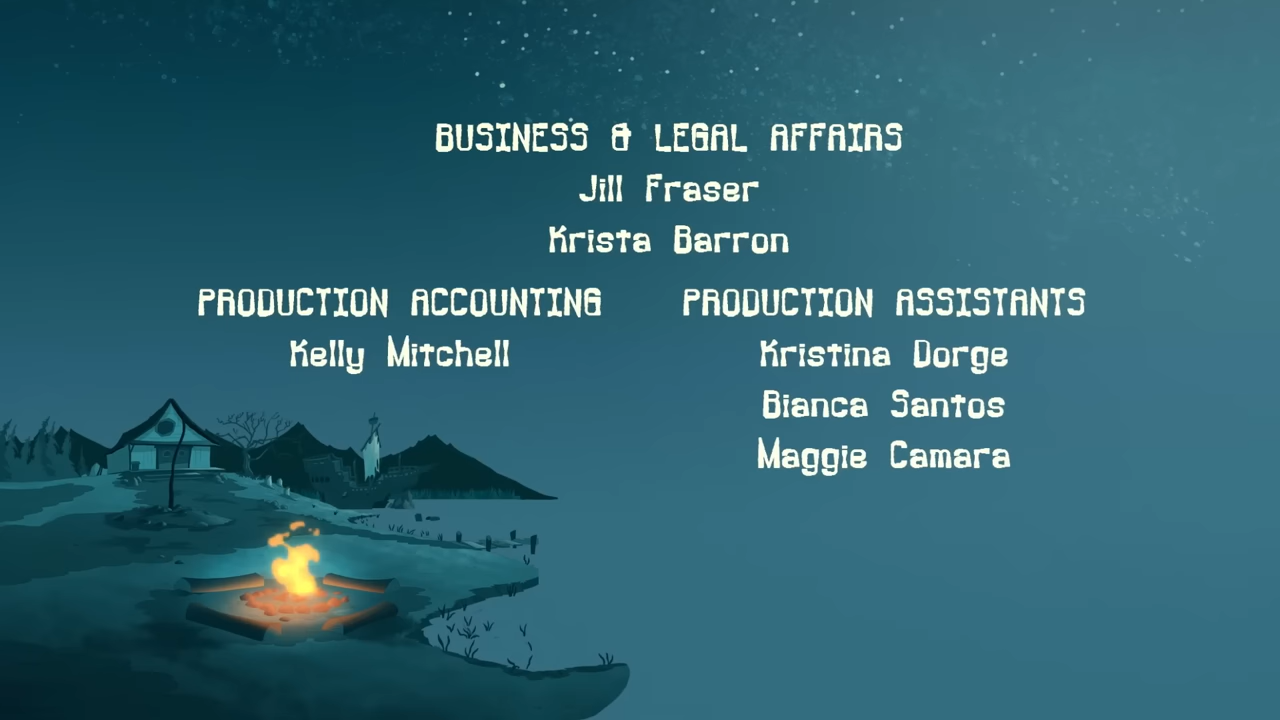 BUSINESS & LEGAL AFFAIRS
Jill Fraser
Krista Barron
PRODUCTION ACCOUNTING
Kelly Mitchell
PRODUCTION ASSISTANTS
Kristina Dorge
Bianca Santos
Maggie Camara